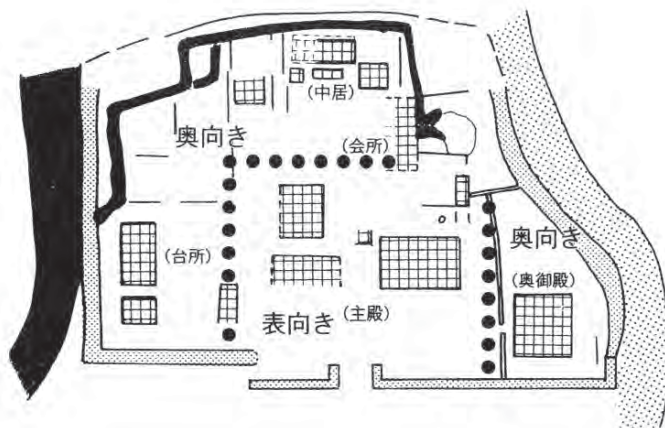 (中居)
奥向き
(会所)
奥向き
(台所)
(奥御殿)
表向き (主殿)